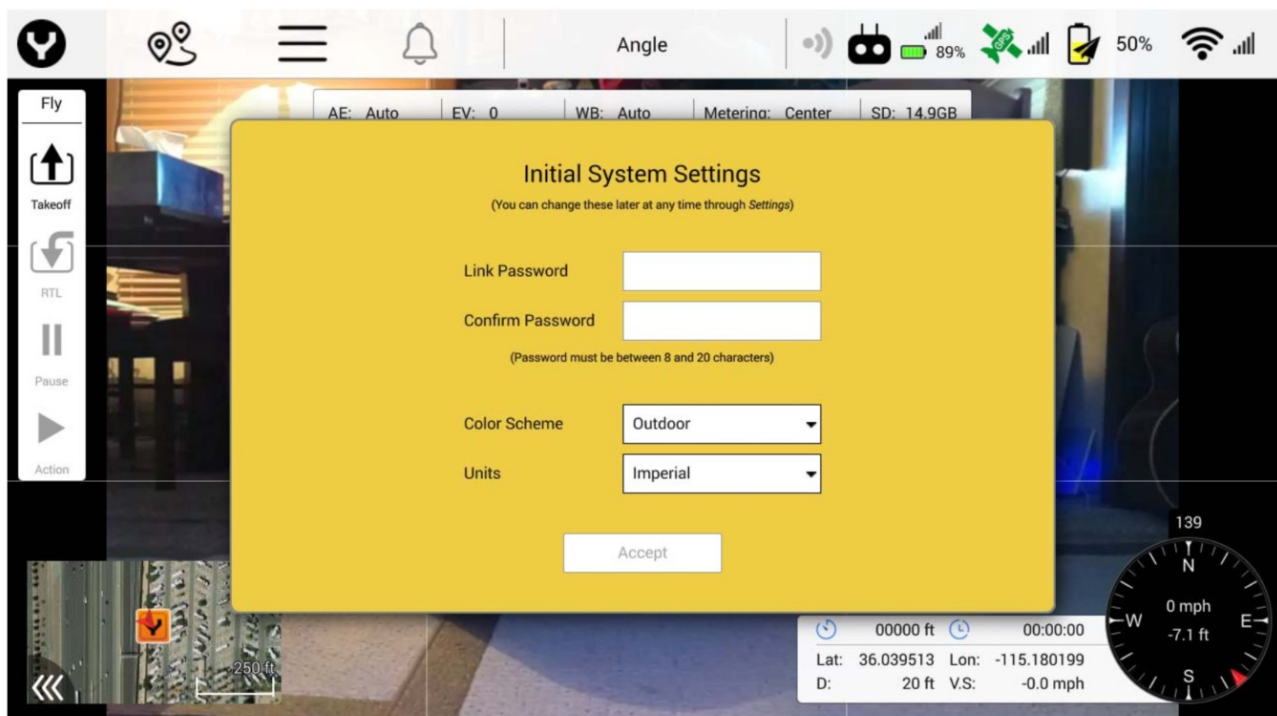 Angle
89%
GPS
50%
Fly
AE: Auto EV: 0 WB: Auto Metering: Center SD: 14.9GB
Takeoff
RTL
Pause
Action
Initial System Settings
(You can change these later at any time through Settings)
Link Password
Confirm Password
(Password must be between 8 and 20 characters)
Color Scheme Outdoor
Units Imperial
Accept
250 ft
00000 ft 00:00:00
Lat: 36.039513 Lon: -115.180199
D: 20 ft V.S: -0.0 mph
139
N
0 mph
W E
-7.1 ft
S